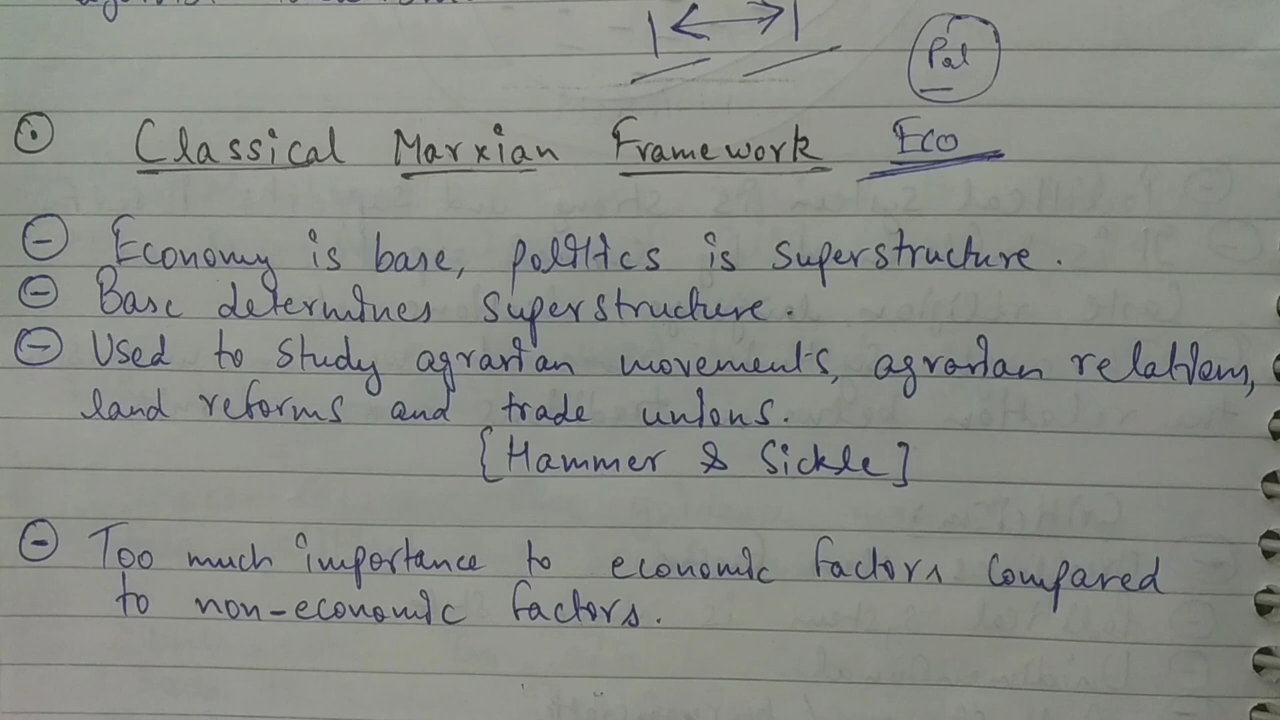 Pol
Classical Marxian Framework Eco
Economy is base, politics is superstructure.
Base determines superstructure.
Used to study agrarian movements, agrarian relations,
land reforms and trade unions.
[Hammer & Sickle]
Too much importance to economic factors compared
to non-economic factors.